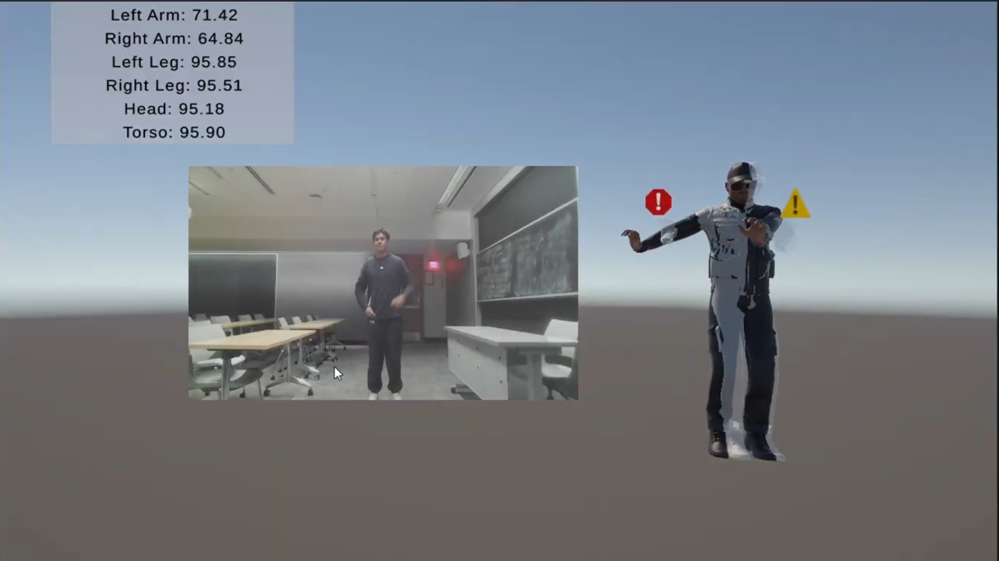 Left Arm: 71.42
Right Arm: 64.84
Left Leg: 95.85
Right Leg: 95.51
Head: 95.18
Torso: 95.90